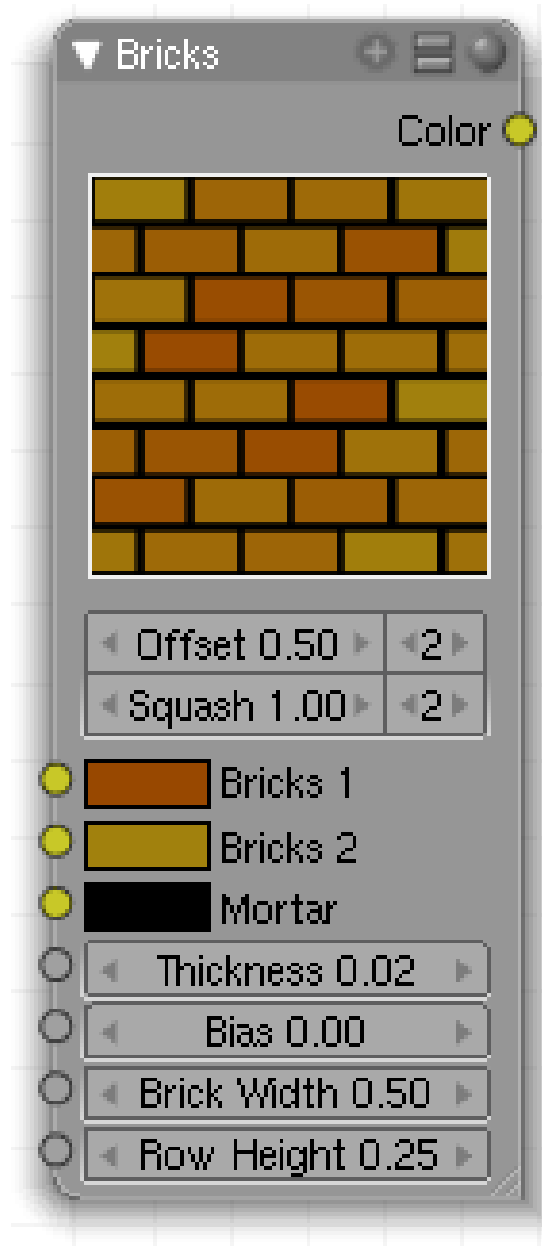 Bricks
Color
Offset 0.50 2
Squash 1.00 2
Bricks 1
Bricks 2
Mortar
Thickness 0.02
Bias 0.00
Brick Width 0.50
Row Height 0.25